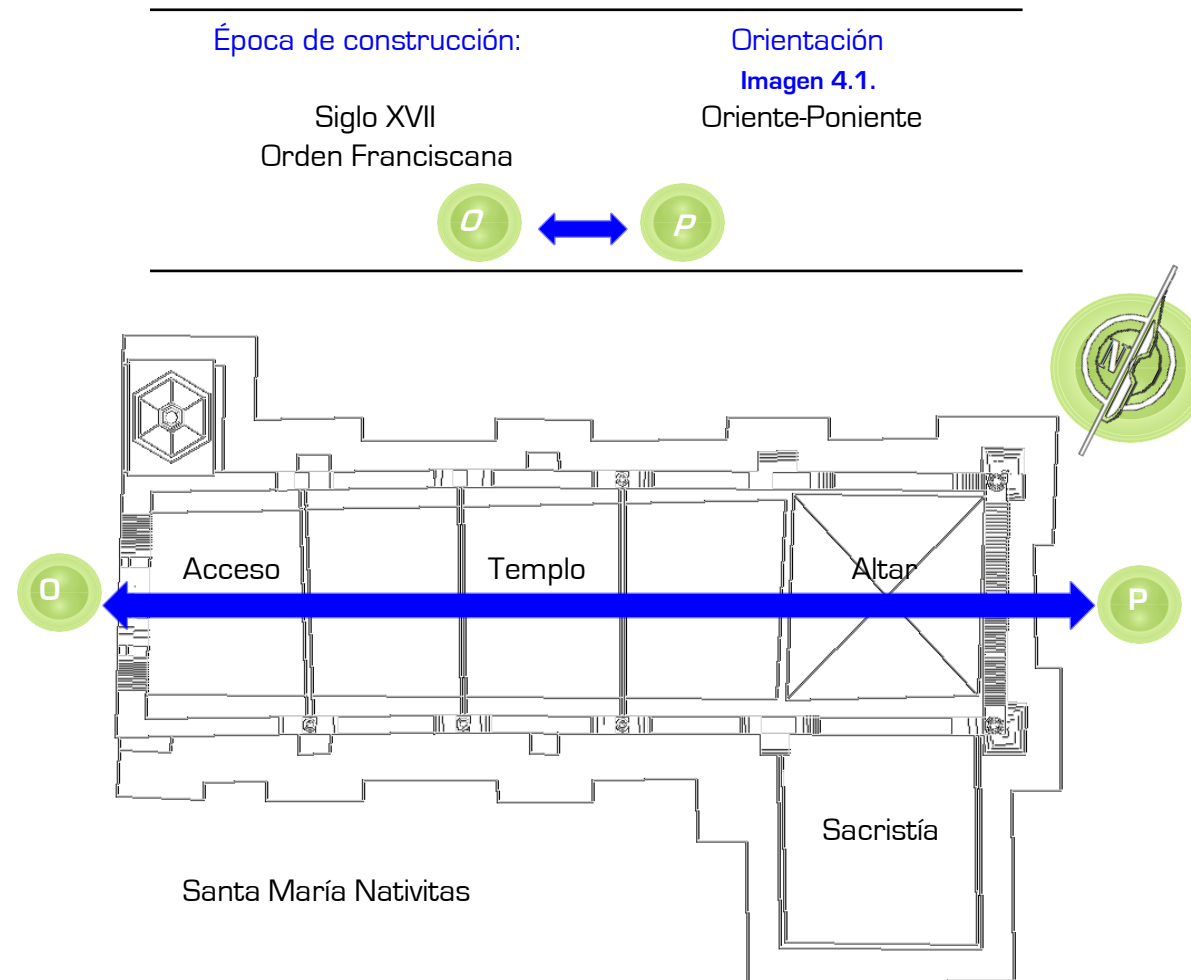 Época de construcción:
Orientación
Imagen 4.1.
Siglo XVII
Orden Franciscana
Oriente-Poniente
O
P
N
Acceso
Templo
Altar
O
P
Sacristía
Santa María Nativitas